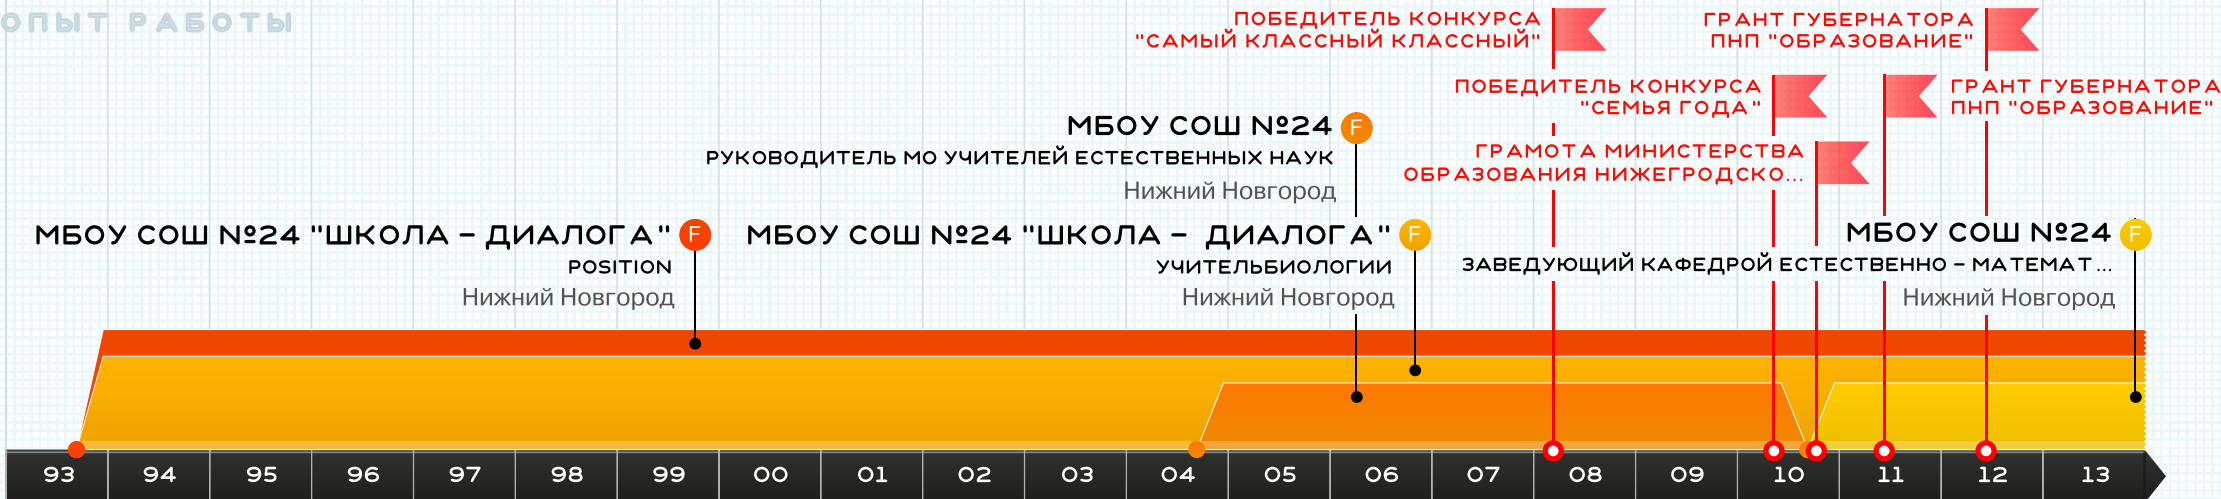 ОПЫТ РАБОТЫ
ПОБЕДИТЕЛЬ КОНКУРСА
"САМЫЙ КЛАССНЫЙ КЛАССНЫЙ"
ГРАНТ ГУБЕРНАТОРА
ПНП "ОБРАЗОВАНИЕ"
ПОБЕДИТЕЛЬ КОНКУРСА
"СЕМЬЯ ГОДА"
ГРАНТ ГУБЕРНАТОРА
ПНП "ОБРАЗОВАНИЕ"
МБОУ СОШ №24
F
РУКОВОДИТЕЛЬ МО УЧИТЕЛЕЙ ЕСТЕСТВЕННЫХ НАУК
Нижний Новгород
ГРАМОТА МИНИСТЕРСТВА
ОБРАЗОВАНИЯ НИЖЕГРОДСКО...
МБОУ СОШ №24 "ШКОЛА - ДИАЛОГА"
F
POSITION
Нижний Новгород
МБОУ СОШ №24 "ШКОЛА - ДИАЛОГА"
F
УЧИТЕЛЬБИОЛОГИИ
Нижний Новгород
МБОУ СОШ №24
F
ЗАВЕДУЮЩИЙ КАФЕДРОЙ ЕСТЕСТВЕННО - МАТЕМАТ...
Нижний Новгород
93 94 95 96 97 98 99 00 01 02 03 04 05 06 07 08 09 10 11 12 13